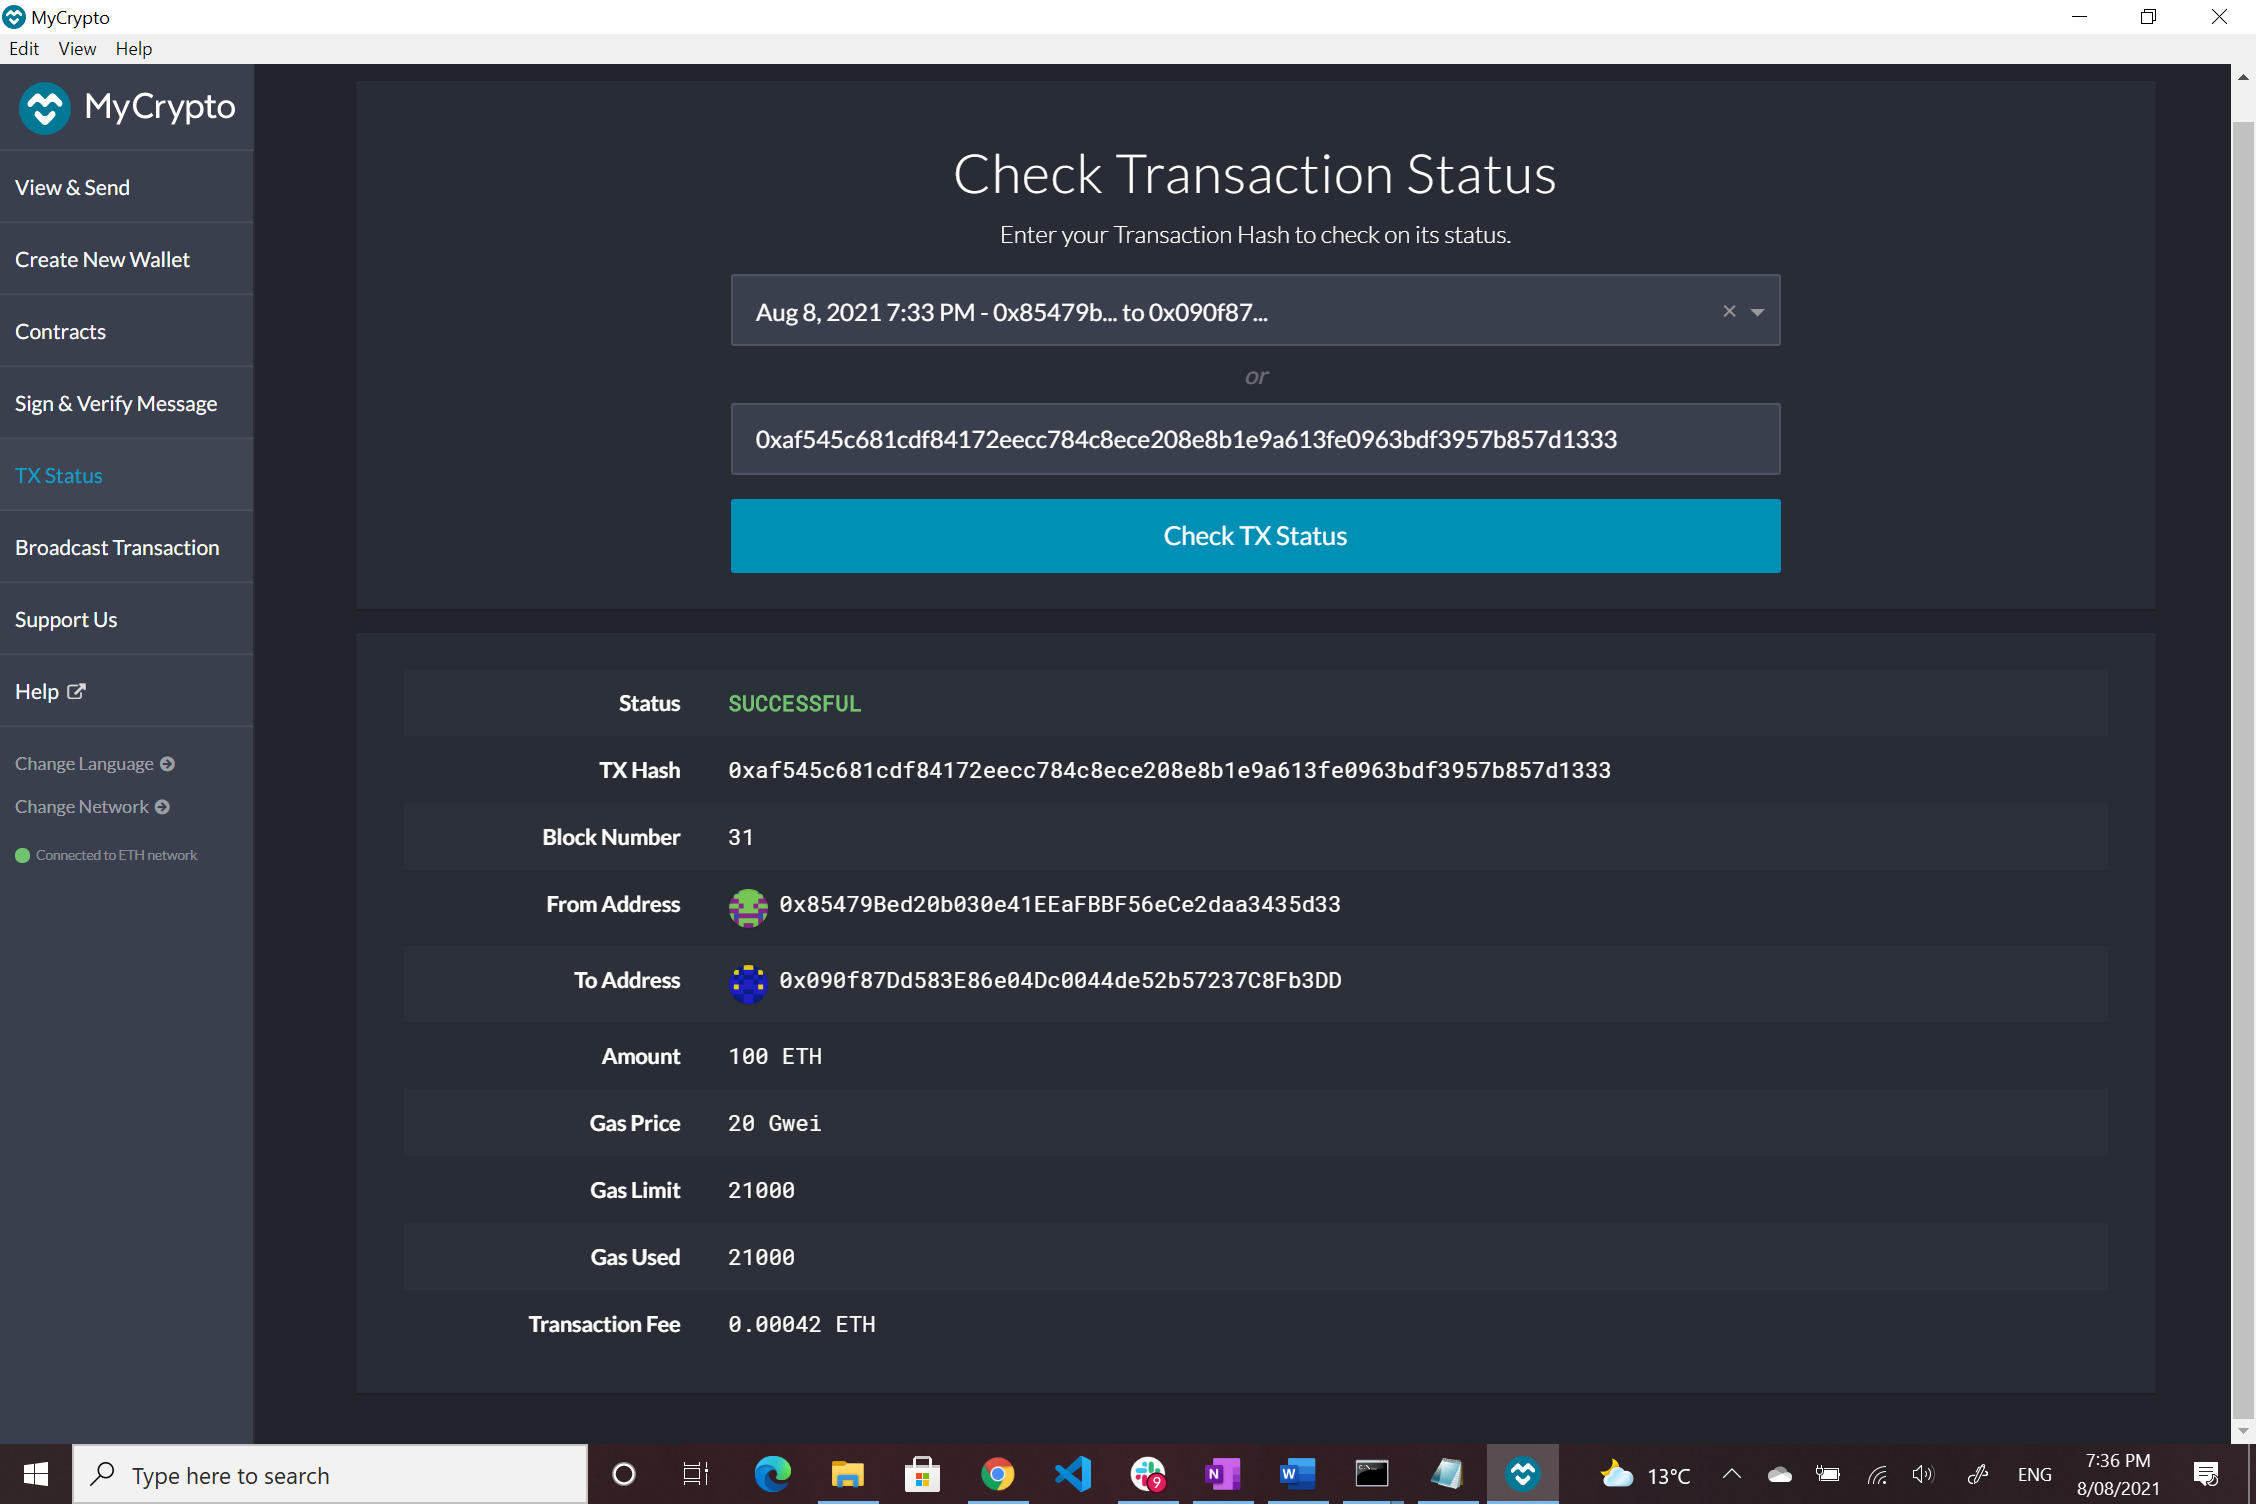 MyCrypto
Edit View Help
MyCrypto
View & Send
Create New Wallet
Contracts
Sign & Verify Message
TX Status
Broadcast Transaction
Support Us
Help
Change Language
Change Network
Connected to ETH network
Check Transaction Status
Enter your Transaction Hash to check on its status.
Aug 8, 2021 7:33 PM - 0x85479b... to 0x090f87...
or
0xaf545c681cdf84172eecc784c8ece208e8b1e9a613fe0963bdf3957b857d1333
Check TX Status
Status SUCCESSFUL
TX Hash 0xaf545c681cdf84172eecc784c8ece208e8b1e9a613fe0963bdf3957b857d1333
Block Number 31
From Address 0x85479Bed20b030e41EEaFBBF56eCe2daa3435d33
To Address 0x090f87Dd583E86e04Dc0044de52b57237C8Fb3DD
Amount 100 ETH
Gas Price 20 Gwei
Gas Limit 21000
Gas Used 21000
Transaction Fee 0.00042 ETH
Type here to search
9
N
W
13°C
ENG
7:36 PM
8/08/2021